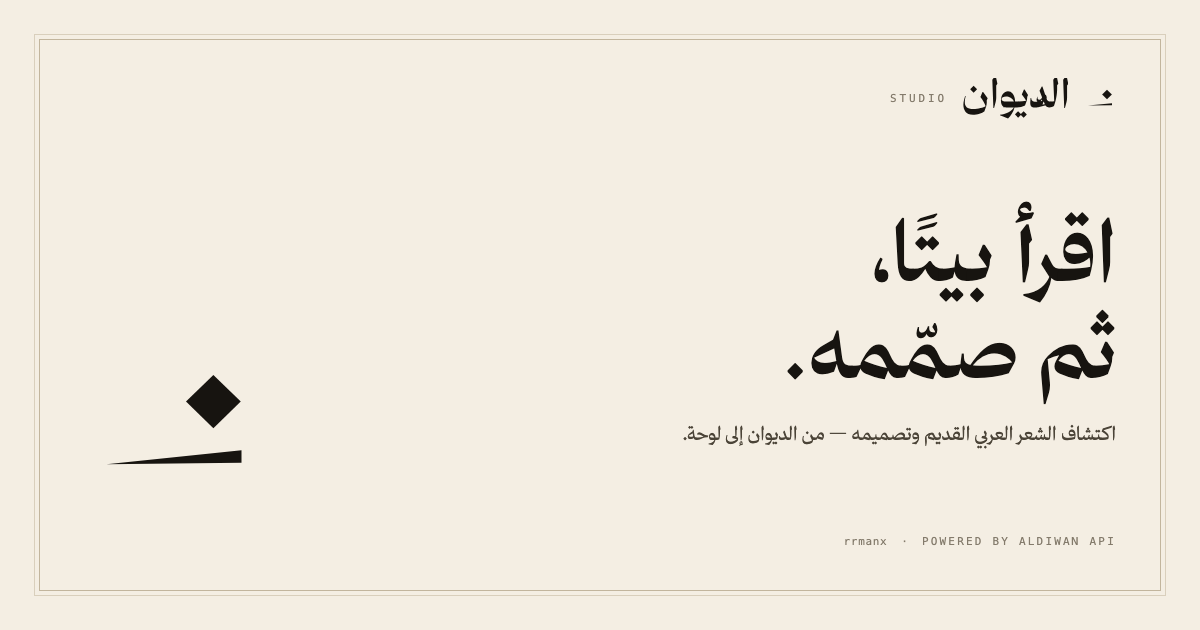 الديوان STUDIO
اقرأ بيتًا،
ثم صمّمه.
اكتشاف الشعر العربي القديم وتصميمه — من الديوان إلى لوحة.
rrmanx · POWERED BY ALDIWAN API